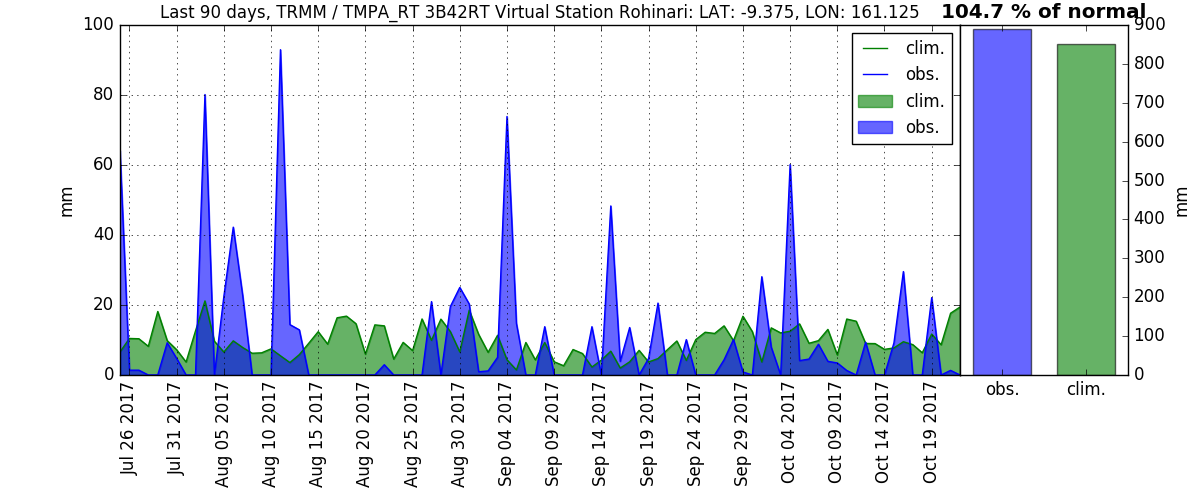 Last 90 days, TRMM / TMPA_RT 3B42RT Virtual Station Rohinari: LAT: -9.375, LON: 161.125
104.7 % of normal
100
80
60
40
20
0
mm
clim.
obs.
clim.
obs.
900
800
700
600
500
400
300
200
100
0
mm
Jul 26 2017
Jul 31 2017
Aug 05 2017
Aug 10 2017
Aug 15 2017
Aug 20 2017
Aug 25 2017
Aug 30 2017
Sep 04 2017
Sep 09 2017
Sep 14 2017
Sep 19 2017
Sep 24 2017
Sep 29 2017
Oct 04 2017
Oct 09 2017
Oct 14 2017
Oct 19 2017
obs.
clim.